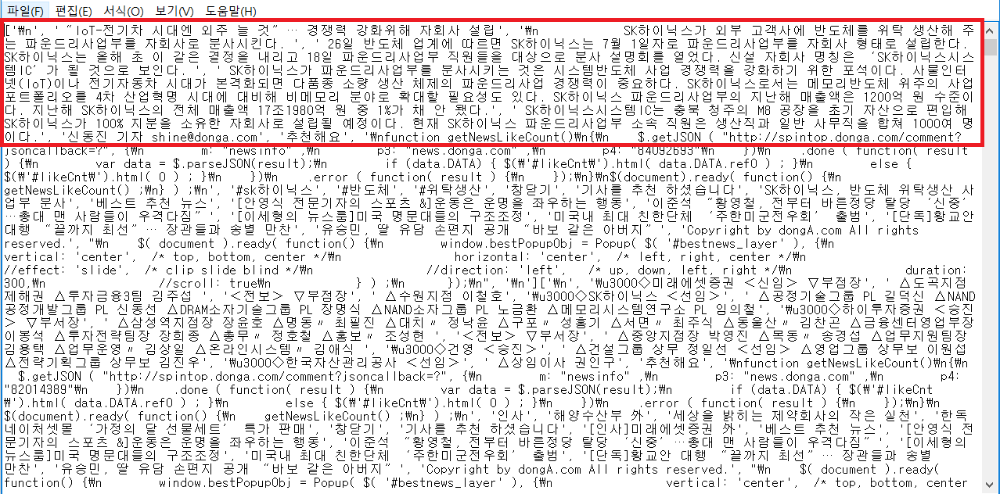 파일(F) 편집(E) 서식(O) 보기(V) 도움말(H)
['₩n', ' “IoT-전기차 시대엔 외주 늘 것” … 경쟁력 강화위해 자회사 설립', '₩n SK하이닉스가 외부 고객사에 반도체를 위탁 생산해 주
는 파운드리사업부를 자회사로 분사시킨다. ', ' 26일 반도체 업계에 따르면 SK하이닉스는 7월 1일자로 파운드리사업부를 자회사 형태로 설립한다.
SK하이닉스는 올해 초 이 같은 결정을 내리고 18일 파운드리사업부 직원들을 대상으로 분사 설명회를 열었다. 신설 자회사 명칭은 ‘SK하이닉스시스
템IC’가 될 것으로 보인다. ', ' SK하이닉스가 파운드리사업부를 분사시키는 것은 시스템반도체 사업 경쟁력을 강화하기 위한 포석이다. 사물인터
넷(IoT)이나 전기자동차 시대가 본격화되면 다품종 소량 생산 체제의 파운드리사업 경쟁력이 중요하다. SK하이닉스로서는 메모리반도체 위주의 사업
포트폴리오를 4차 산업혁명 시대에 대비해 비메모리 분야로 확대할 필요성도 있다. SK하이닉스 파운드리사업부의 지난해 매출액은 1200억 원 수준이
다. 지난해 SK하이닉스의 전체 매출액 17조1980억 원 중 1%가 채 안 됐다.', ' SK하이닉스시스템IC는 충북 청주의 M8 공장을 초기 자산으로 편입해
SK하이닉스가 100% 지분을 소유한 자회사로 설립될 예정이다. 현재 SK하이닉스 파운드리사업부 소속 직원은 생산직과 일반 사무직을 합쳐 1000여 명
이다.', '신동진 기자 shine@donga.com', '추천해요', '₩nfunction getNewsLikeCount()₩n{₩n $.getJSON ( "http://spintop.donga.com/comment?
jsoncallback=?", {₩n m: "newsinfo" ,₩n p3: "news.donga.com" ,₩n p4: "84092693"₩n })₩n .done ( function( result
) {₩n var data = $.parseJSON(result);₩n if (data.DATA) { $(₩'#likeCnt₩').html( data.DATA.ref0 ) ; }₩n else {
$(₩'#likeCnt₩').html( 0 ) ; }₩n })₩n .error ( function( result ) {₩n });₩n}₩n$(document).ready( function() {₩n
getNewsLikeCount() ;₩n} ) ;₩n', '#sk하이닉스', '#반도체', '#위탁생산', '창닫기', '기사를 추천 하셨습니다', 'SK하이닉스, 반도체 위탁생산 사
업부 분사', '베스트 추천 뉴스', '[안영식 전문기자의 스포츠 &]운동은 운명을 좌우하는 행동', '이준석 “황영철, 전부터 바른정당 탈당 ‘신중’
…총대 맨 사람들이 우격다짐” ', '[이세형의 뉴스룸]미국 명문대들의 구조조정', '미국내 최대 친한단체 ‘주한미군전우회’ 출범', '[단독]황교안
대행 “끝까지 최선” … 장관들과 송별 만찬', '유승민, 딸 유담 손편지 공개 “바보 같은 아버지” ', 'Copyright by dongA.com All rights
reserved.', "₩n $( document ).ready( function() {₩n window.bestPopupObj = Popup( $( '#bestnews_layer' ), {₩n
vertical: 'center', /* top, bottom, center */₩n horizontal: 'center', /* left, right, center */₩n
//effect: 'slide', /* clip slide blind */₩n //direction: 'left', /* up, down, left, right */₩n duration:
300,₩n //scroll: true₩n } ) ;₩n });₩n", '₩n']['₩n', '₩u3000◇미래에셋증권 <신임> ▽부점장', ' △도곡지점
제해권 △투자금융3팀 김주섭 ', '<전보> ▽부점장', ' △수원지점 이철호', '₩u3000◇SK하이닉스 <선임>', ' △공정기술그룹 PL 길덕신 △NAND
공정개발그룹 PL 신동선 △DRAM소자기술그룹 PL 장명식 △NAND소자그룹 PL 노금환 △메모리시스템연구소 PL 임의철', '₩u3000◇하이투자증권 <승진
> ▽부서장', ' △삼성역지점장 장윤호 △명동〃 최필진 △대치〃 정낙윤 △구포〃 성홍기 △서면〃 최주식 △동울산〃 김찬곤 △금융센터영업부장
이봉석 △투자전략팀장 장희종 △총무〃 정호철 △홍보〃 조성현 ', '<전보> ▽부서장', ' △중앙지점장 박영진 △목동〃 송경섭 △업무지원팀장
김용택 △업무운영〃 김상일 △온라인시스템〃 김애식 ', '₩u3000◇건영 <승진>', ' △건설그룹 상무 정일선 <선임> △영업그룹 상무보 이원섭
△전략기획그룹 상무보 김진우', '₩u3000◇한국자산관리공사 <선임>', ' △상임이사 권인구', '추천해요', '₩nfunction getNewsLikeCount()₩n{₩n
$.getJSON ( "http://spintop.donga.com/comment?jsoncallback=?", {₩n m: "newsinfo" ,₩n p3: "news.donga.com" ,₩n p4:
"82014389"₩n })₩n .done ( function( result ) {₩n var data = $.parseJSON(result);₩n if (data.DATA) { $(₩'#likeCnt
₩').html( data.DATA.ref0 ) ; }₩n else { $(₩'#likeCnt₩').html( 0 ) ; }₩n })₩n .error ( function( result ) {₩n });₩n}₩n
$(document).ready( function() {₩n getNewsLikeCount() ;₩n} ) ;₩n', '인사', '해양수산부 外', '세상을 밝히는 제약회사의 작은 실천', '한독
네이처셋몰 ‘가정의 달 선물세트’ 특가 판매', '창닫기', '기사를 추천 하셨습니다', '[인사]미래에셋증권 外', '베스트 추천 뉴스', '[안영식 전
문기자의 스포츠 &]운동은 운명을 좌우하는 행동', '이준석 “황영철, 전부터 바른정당 탈당 ‘신중’…총대 맨 사람들이 우격다짐” ', '[이세형의
뉴스룸]미국 명문대들의 구조조정', '미국내 최대 친한단체 ‘주한미군전우회’ 출범', '[단독]황교안 대행 “끝까지 최선” … 장관들과 송별
만찬', '유승민, 딸 유담 손편지 공개 “바보 같은 아버지” ', 'Copyright by dongA.com All rights reserved.', "₩n $( document ).ready(
function() {₩n window.bestPopupObj = Popup( $( '#bestnews_layer' ), {₩n vertical: 'center', /* top, bottom, center